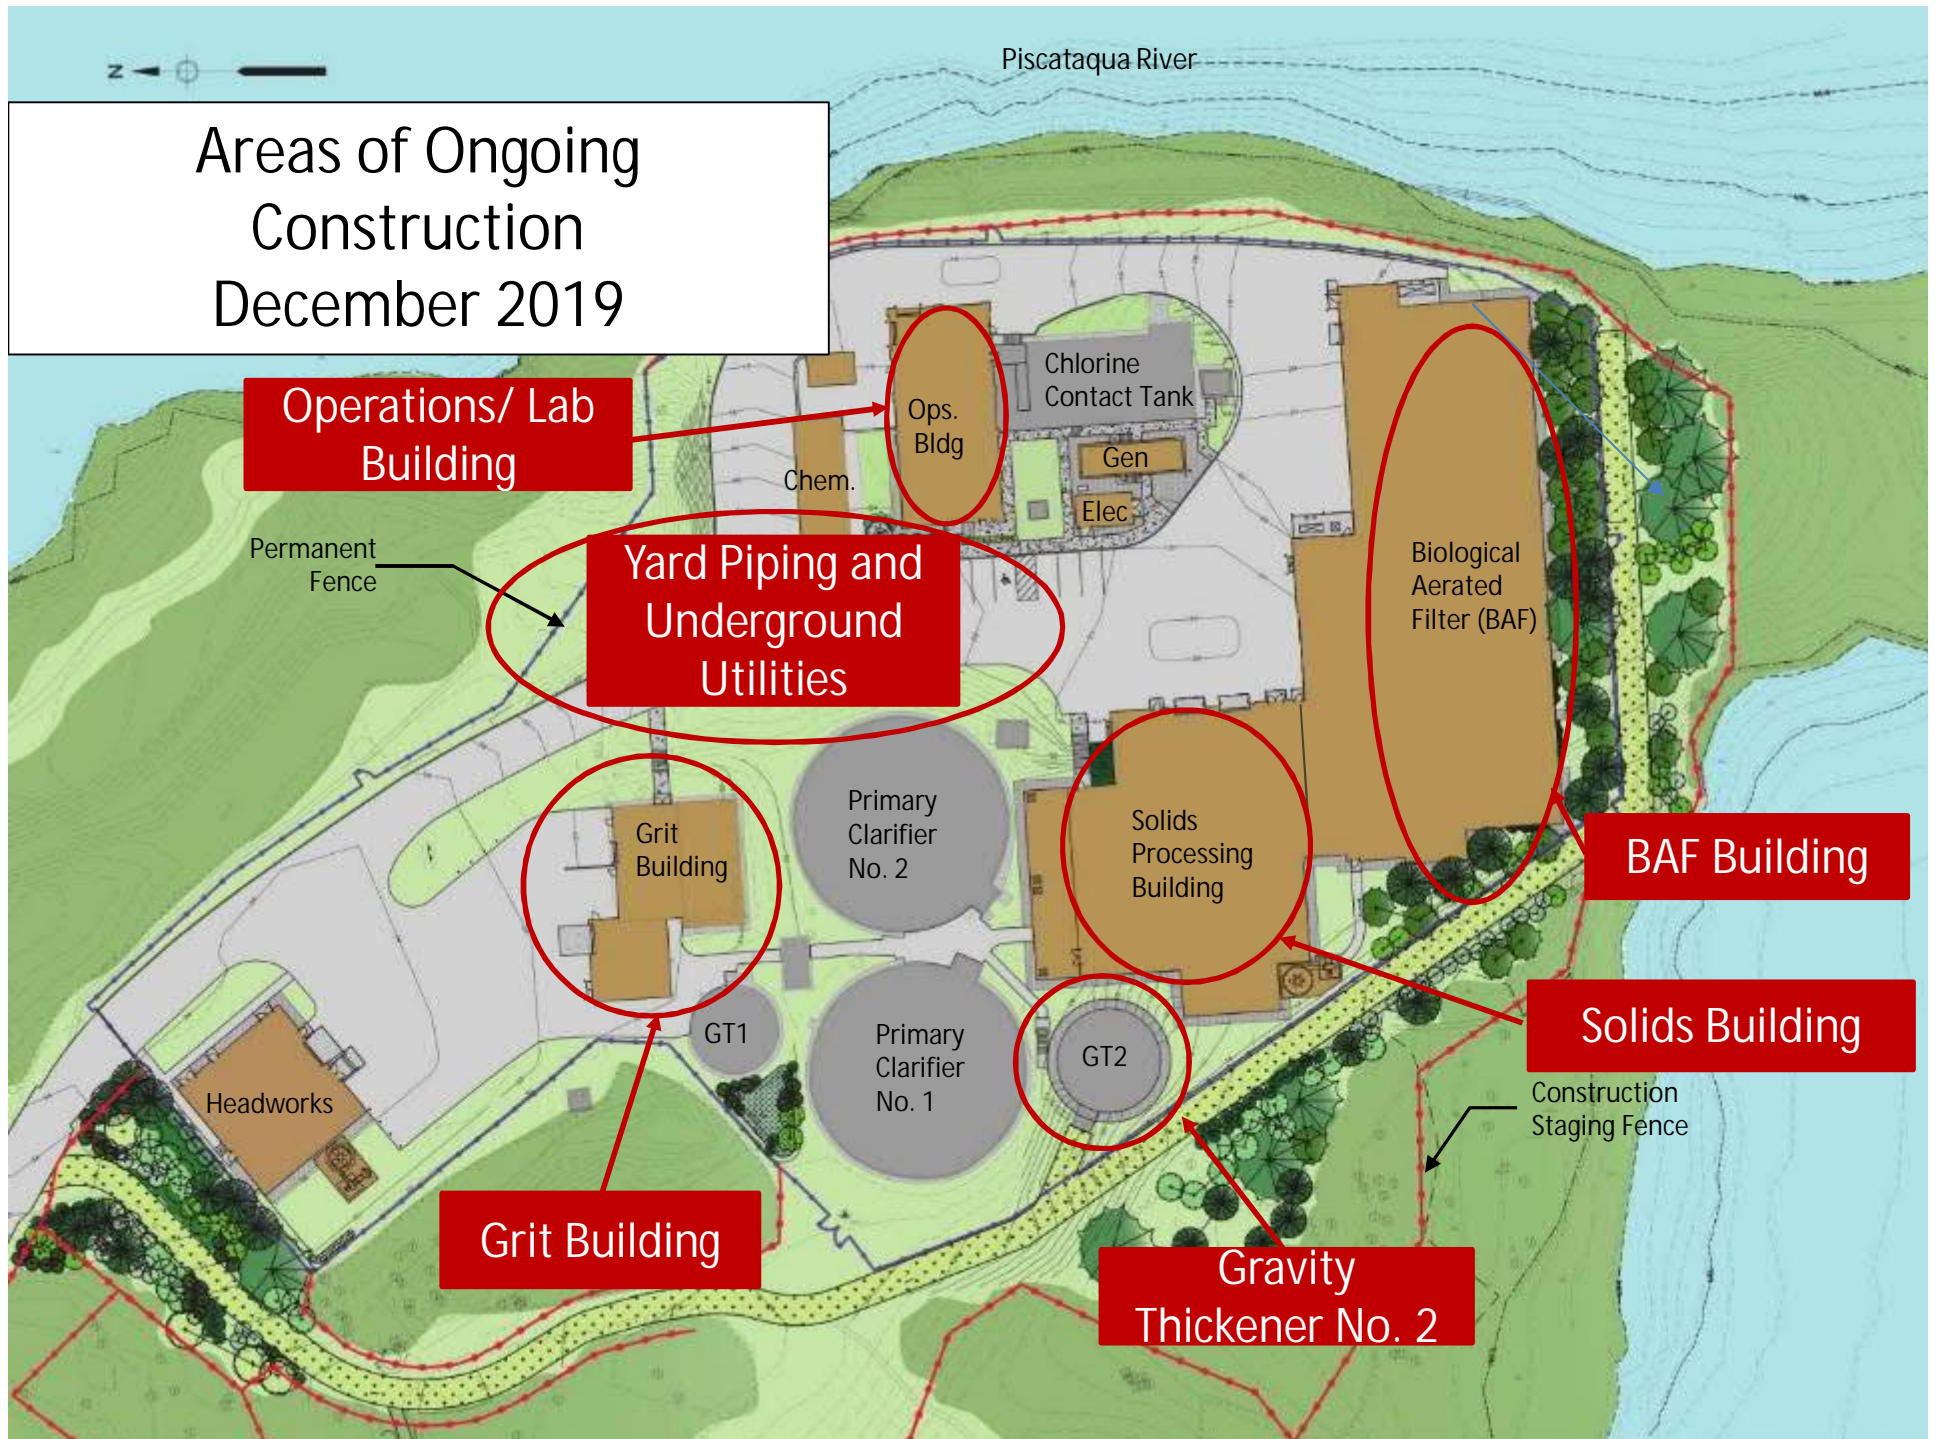 N
Piscataqua River
Areas of Ongoing
Construction
December 2019
Operations/ Lab
Building
Chlorine
Contact Tank
Ops.
Bldg
Gen
Chem.
Elec
Permanent
Fence
Yard Piping and
Underground
Utilities
Biological
Aerated
Filter (BAF)
Primary
Clarifier
No. 2
Grit
Building
Solids
Processing
Building
BAF Building
Solids Building
GT1
Primary
Clarifier
No. 1
GT2
Headworks
Construction
Staging Fence
Grit Building
Gravity
Thickener No. 2